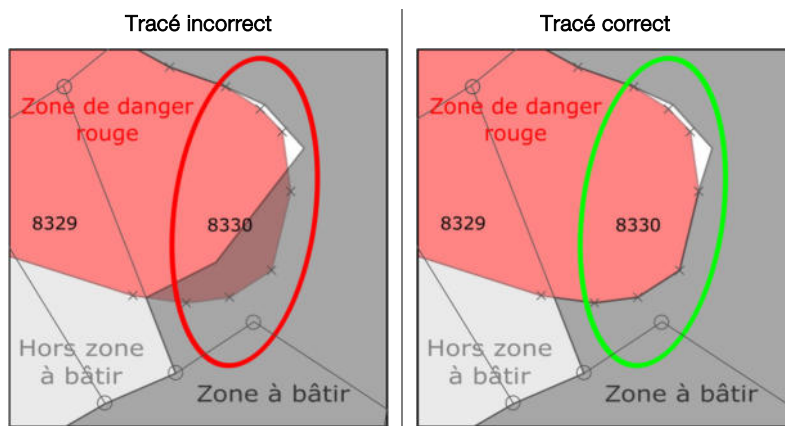 Tracé incorrect
Zone de danger
rouge
8329
8330
Hors zone
à bâtir
Zone à bâtir
Tracé correct
Zone de danger
rouge
8329
8330
Hors zone
à bâtir
Zone à bâtir